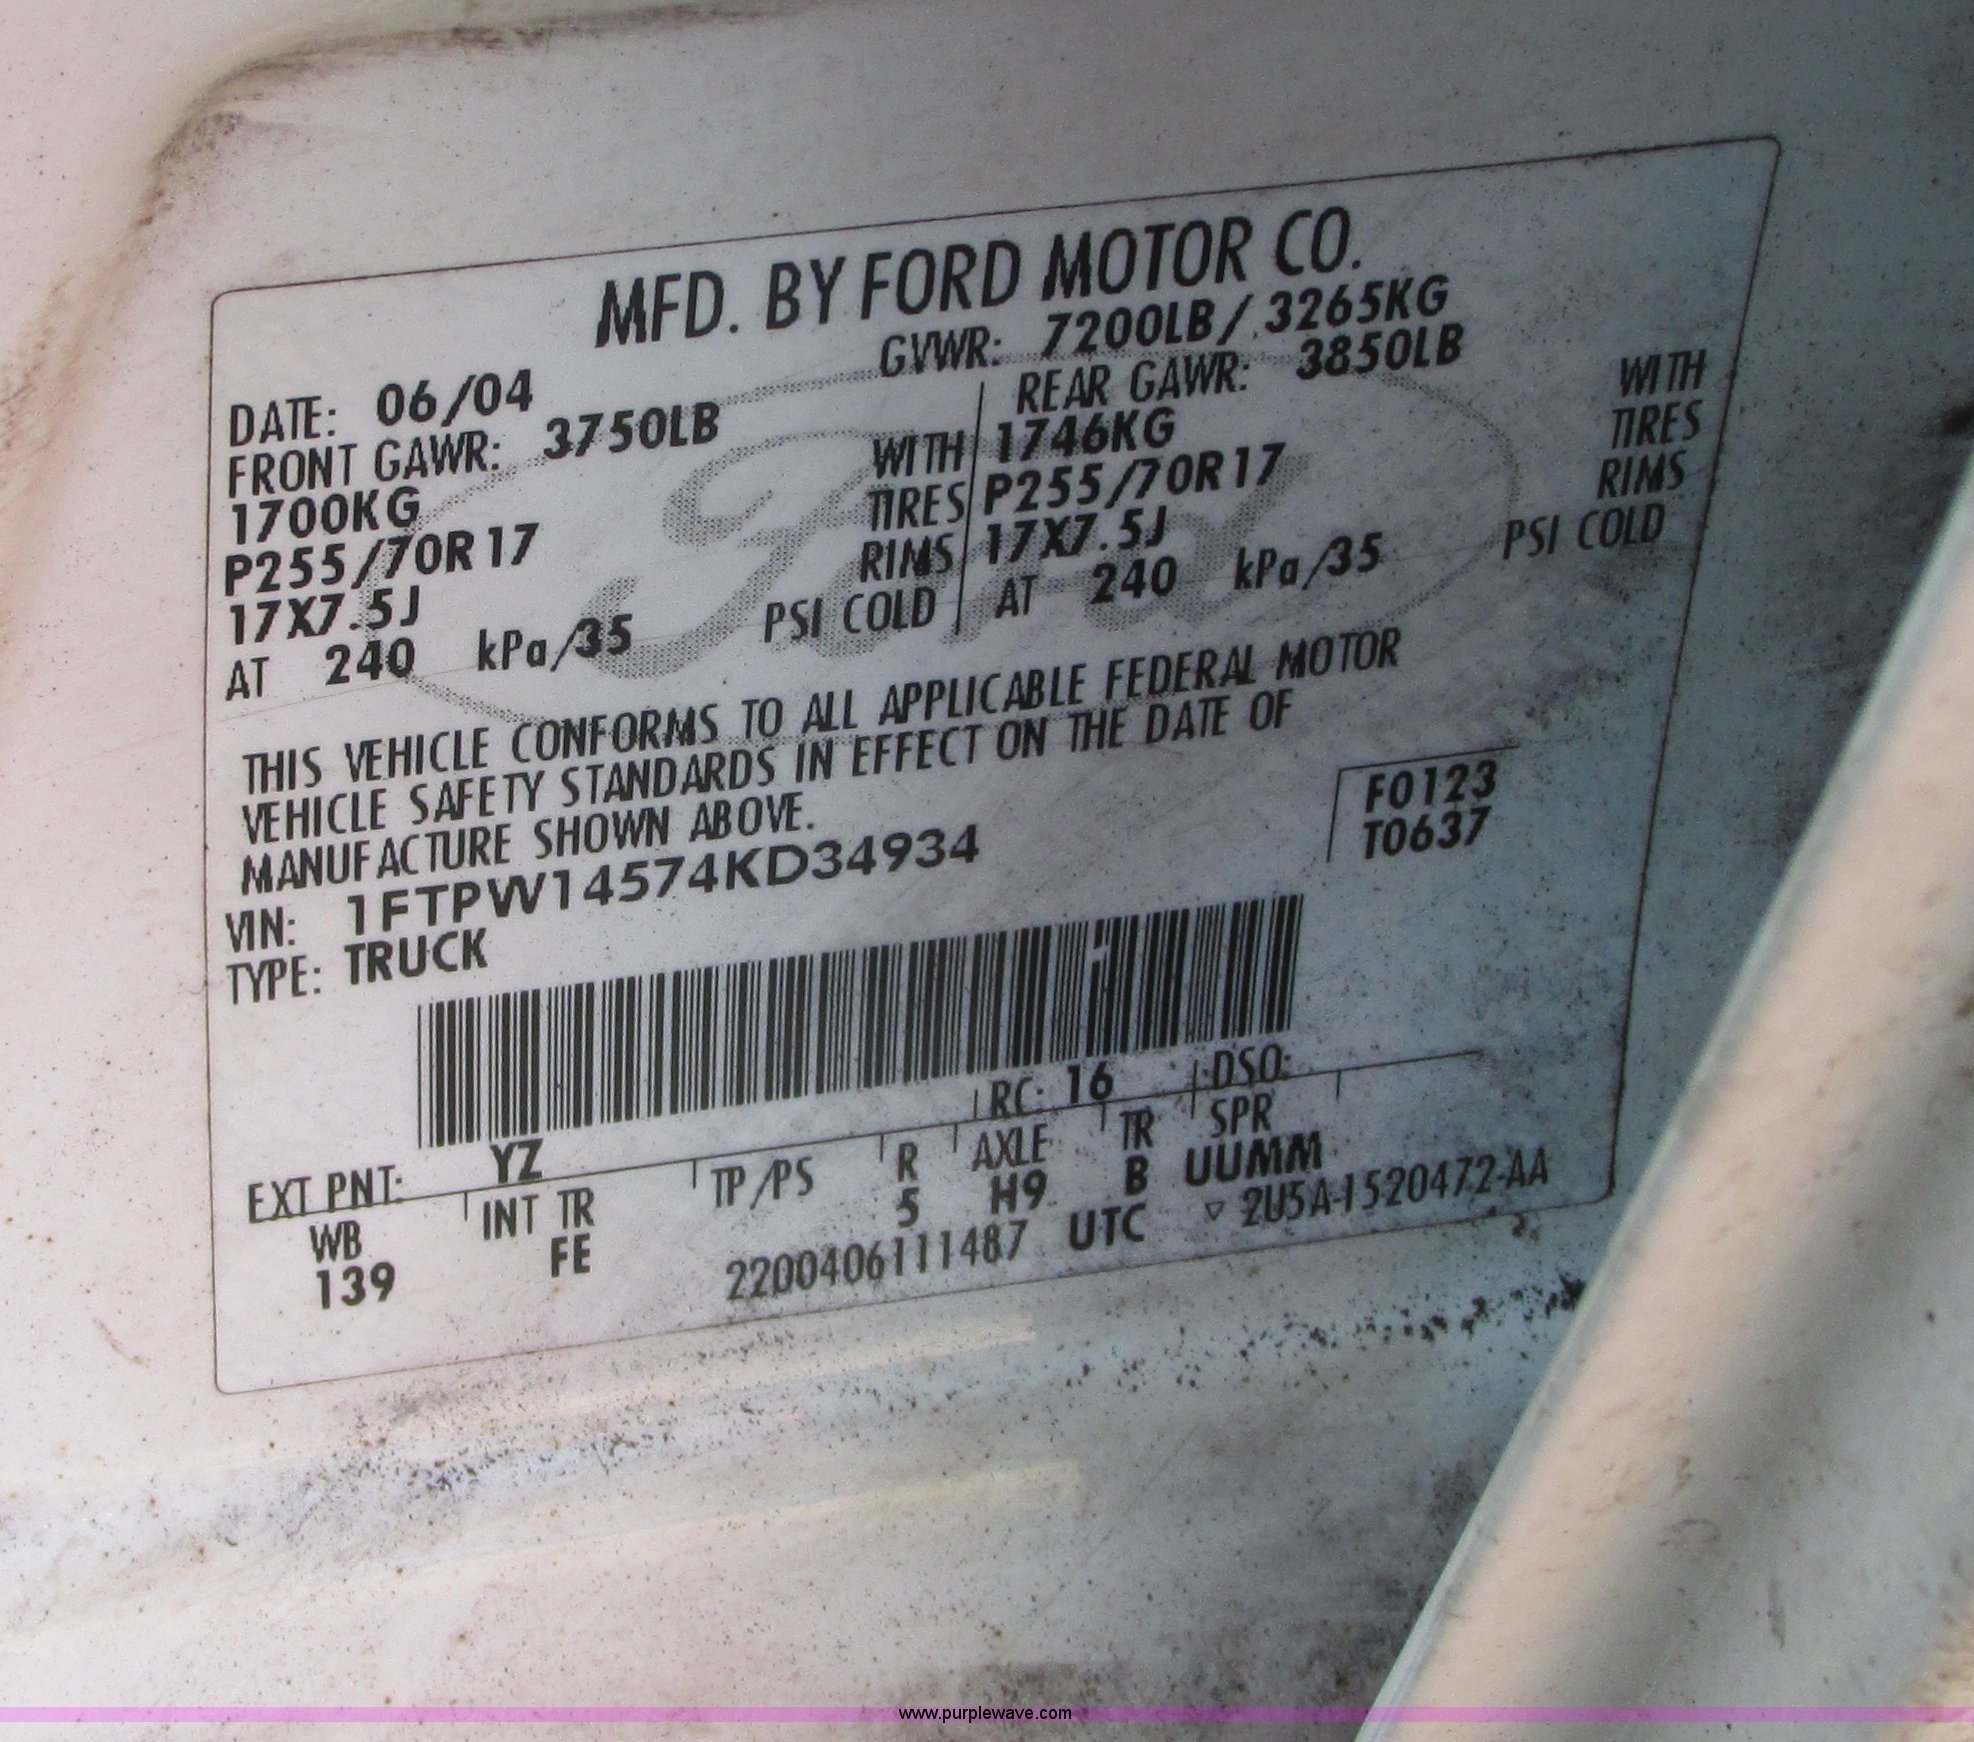 MFD. BY FORD MOTOR CO.
DATE: 06/04 GVWR: 7200LB/ 3265KG
FRONT GAWR: 3750LB REAR GAWR: 3850LB
1700KG WITH 1746KG WITH
P255/70R17 TIRES P255/70R17 TIRES
17X7.5J RIMS 17X7.5J RIMS
AT 240 kPa/35 PSI COLD AT 240 kPa/35 PSI COLD
THIS VEHICLE CONFORMS TO ALL APPLICABLE FEDERAL MOTOR
VEHICLE SAFETY STANDARDS IN EFFECT ON THE DATE OF
MANUFACTURE SHOWN ABOVE.
VIN: 1FTPW14574KD34934
F0123
T0637
TYPE: TRUCK
EXT PNT: YZ RC: 16 DSO:
WB INT TR TP/PS R AXLE TR SPR
139 FE 5 H9 B UUMM
2200406111487 UTC ▽ 2U5A-1520472-AA
Ford
www.purplewave.com